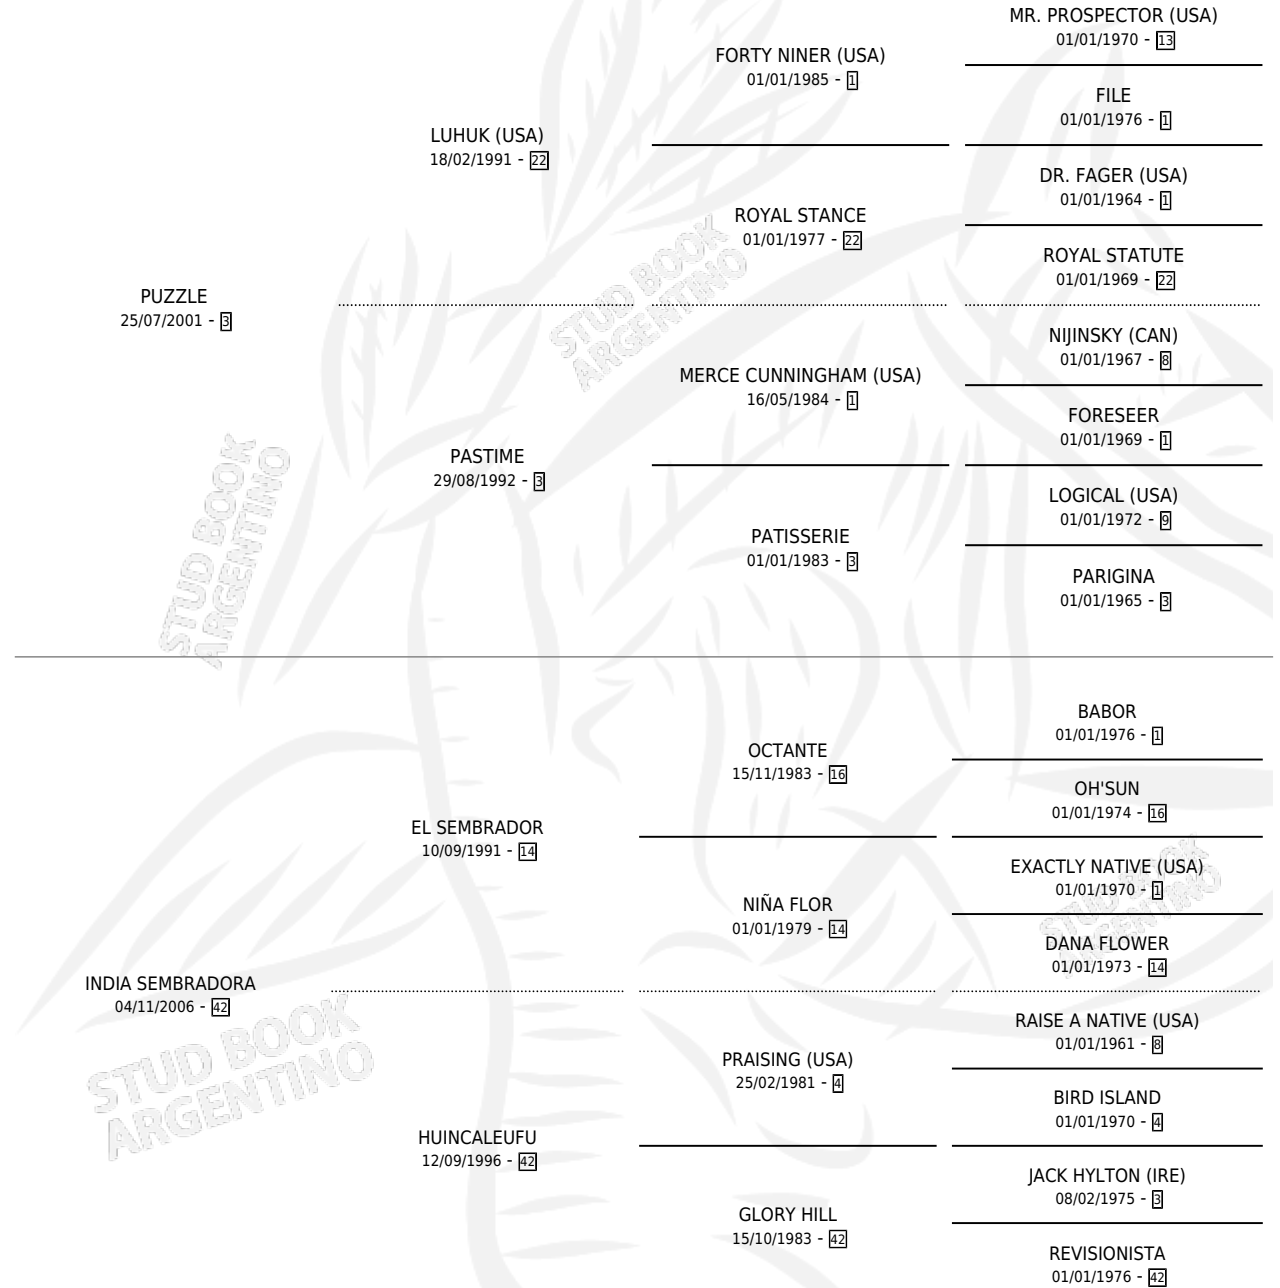 MR. PROSPECTOR (USA)
01/01/1970 - 13
FORTY NINER (USA)
01/01/1985 - 1
FILE
01/01/1976 - 1
LUHUK (USA)
18/02/1991 - 22
DR. FAGER (USA)
01/01/1964 - 1
ROYAL STANCE
01/01/1977 - 22
ROYAL STATUTE
01/01/1969 - 22
STUD BOOK
ARGENTINO
PUZZLE
25/07/2001 - 3
NIJINSKY (CAN)
01/01/1967 - 8
MERCE CUNNINGHAM (USA)
16/05/1984 - 1
FORESEER
01/01/1969 - 1
PASTIME
29/08/1992 - 3
LOGICAL (USA)
01/01/1972 - 9
PATISSERIE
01/01/1983 - 3
PARIGINA
01/01/1965 - 3
STUD BOOK
ARGENTINO
BABOR
01/01/1976 - 1
OCTANTE
15/11/1983 - 16
OH'SUN
01/01/1974 - 16
EL SEMBRADOR
10/09/1991 - 14
EXACTLY NATIVE (USA)
01/01/1970 - 1
NIÑA FLOR
01/01/1979 - 14
DANA FLOWER
01/01/1973 - 14
STUD BOOK
ARGENTINO
INDIA SEMBRADORA
04/11/2006 - 42
RAISE A NATIVE (USA)
01/01/1961 - 8
PRAISING (USA)
25/02/1981 - 4
BIRD ISLAND
01/01/1970 - 4
STUD BOOK
ARGENTINO
HUINCALEUFU
12/09/1996 - 42
JACK HYLTON (IRE)
08/02/1975 - 3
GLORY HILL
15/10/1983 - 42
REVISIONISTA
01/01/1976 - 42